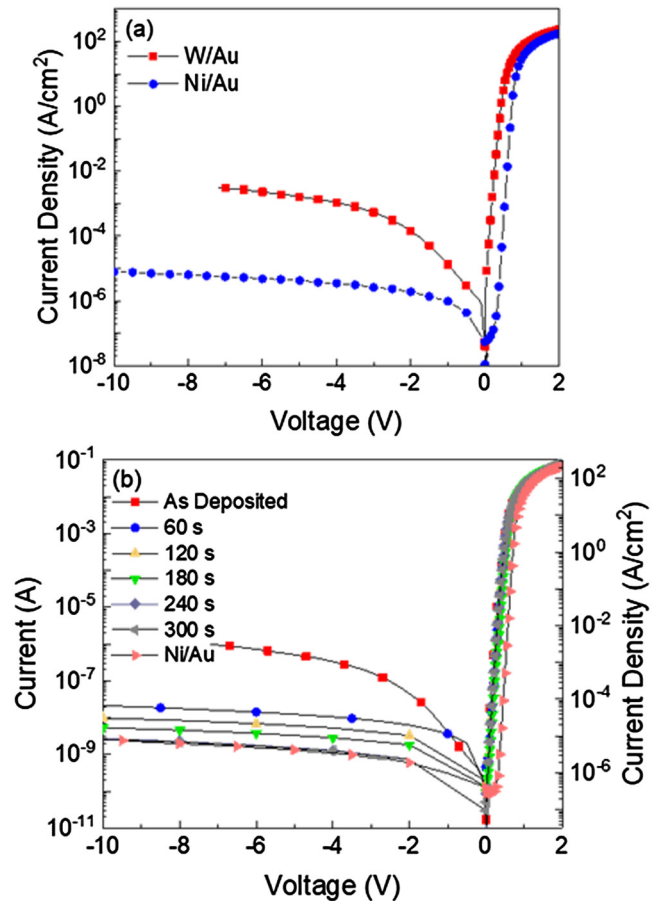 (a)
W/Au
Ni/Au
Current Density (A/cm²)
10²
10⁰
10⁻²
10⁻⁴
10⁻⁶
10⁻⁸
-10 -8 -6 -4 -2 0 2
Voltage (V)
(b)
As Deposited
60 s
120 s
180 s
240 s
300 s
Ni/Au
Current (A)
10⁻¹
10⁻³
10⁻⁵
10⁻⁷
10⁻⁹
10⁻¹¹
Current Density (A/cm²)
10²
10⁰
10⁻²
10⁻⁴
10⁻⁶
-10 -8 -6 -4 -2 0 2
Voltage (V)